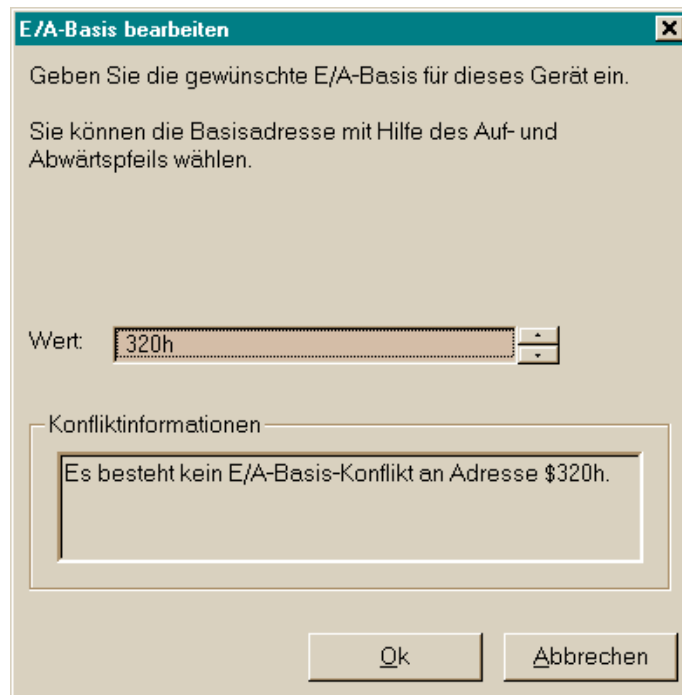 E/A-Basis bearbeiten
Geben Sie die gewünschte E/A-Basis für dieses Gerät ein.
Sie können die Basisadresse mit Hilfe des Auf- und
Abwärtspfeils wählen.
Wert: 320h
Konfliktinformationen
Es besteht kein E/A-Basis-Konflikt an Adresse $320h.
Ok Abbrechen